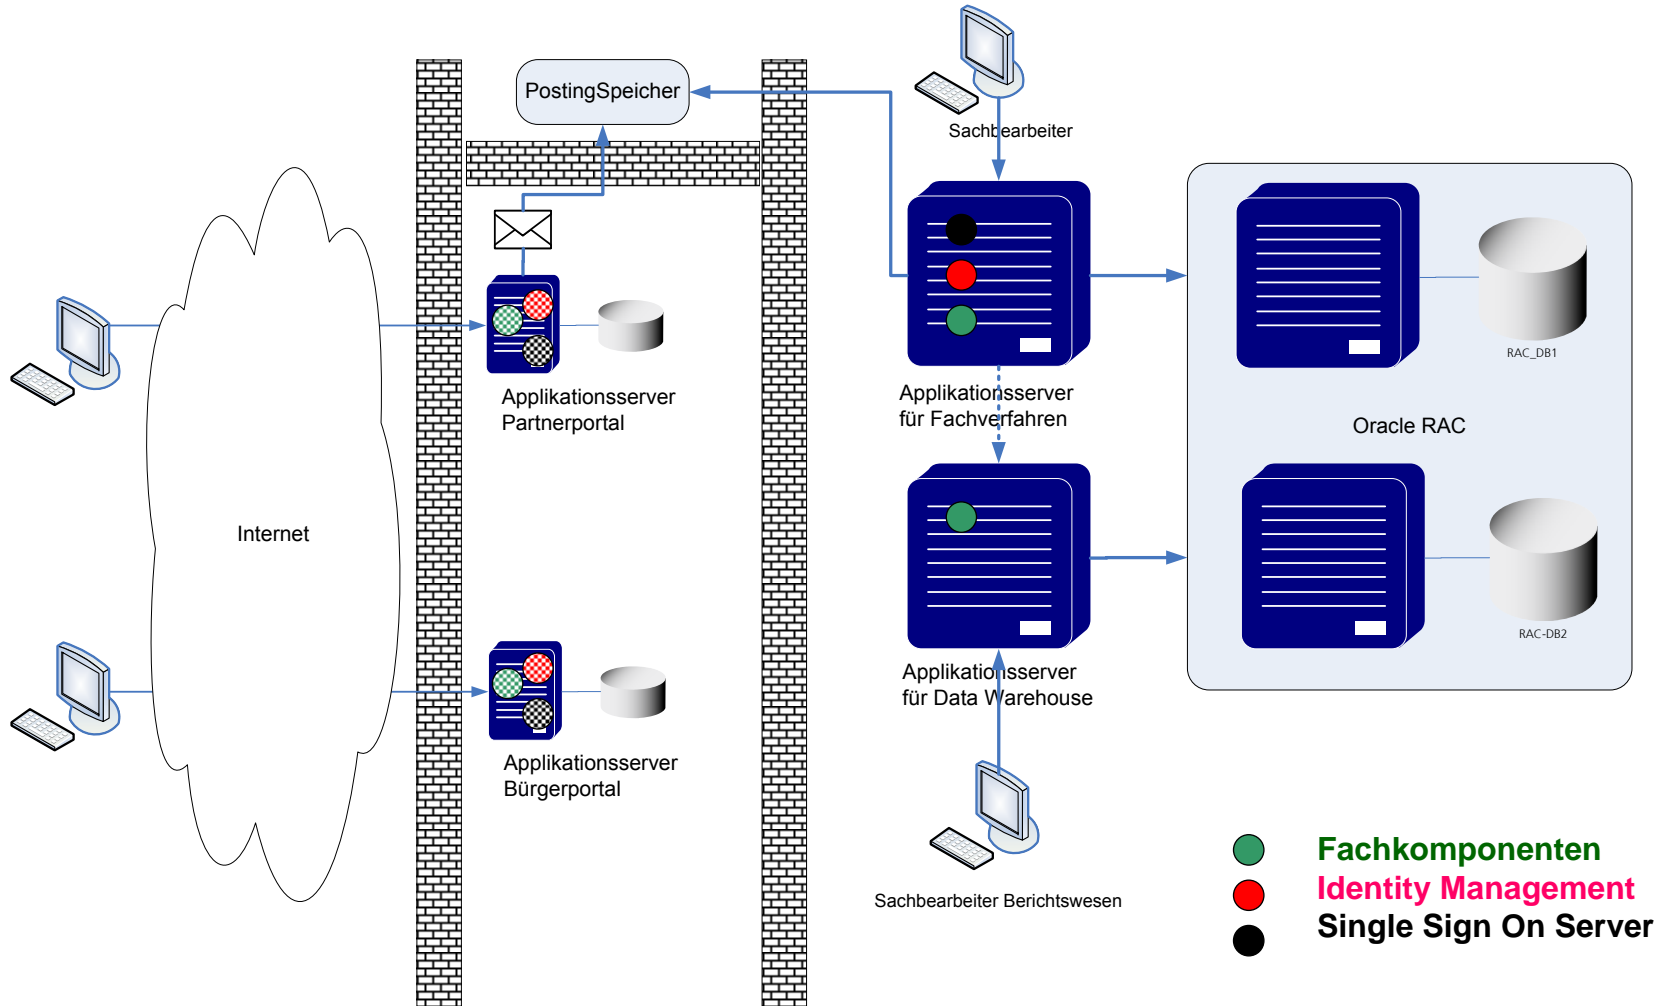 PostingSpeicher
Sachbearbeiter
Applikationsserver
Partnerportal
Applikationsserver
für Fachverfahren
RAC_DB1
Oracle RAC
Internet
RAC-DB2
Applikationsserver
für Data Warehouse
Applikationsserver
Bürgerportal
Sachbearbeiter Berichtswesen
Fachkomponenten
Identity Management
Single Sign On Server